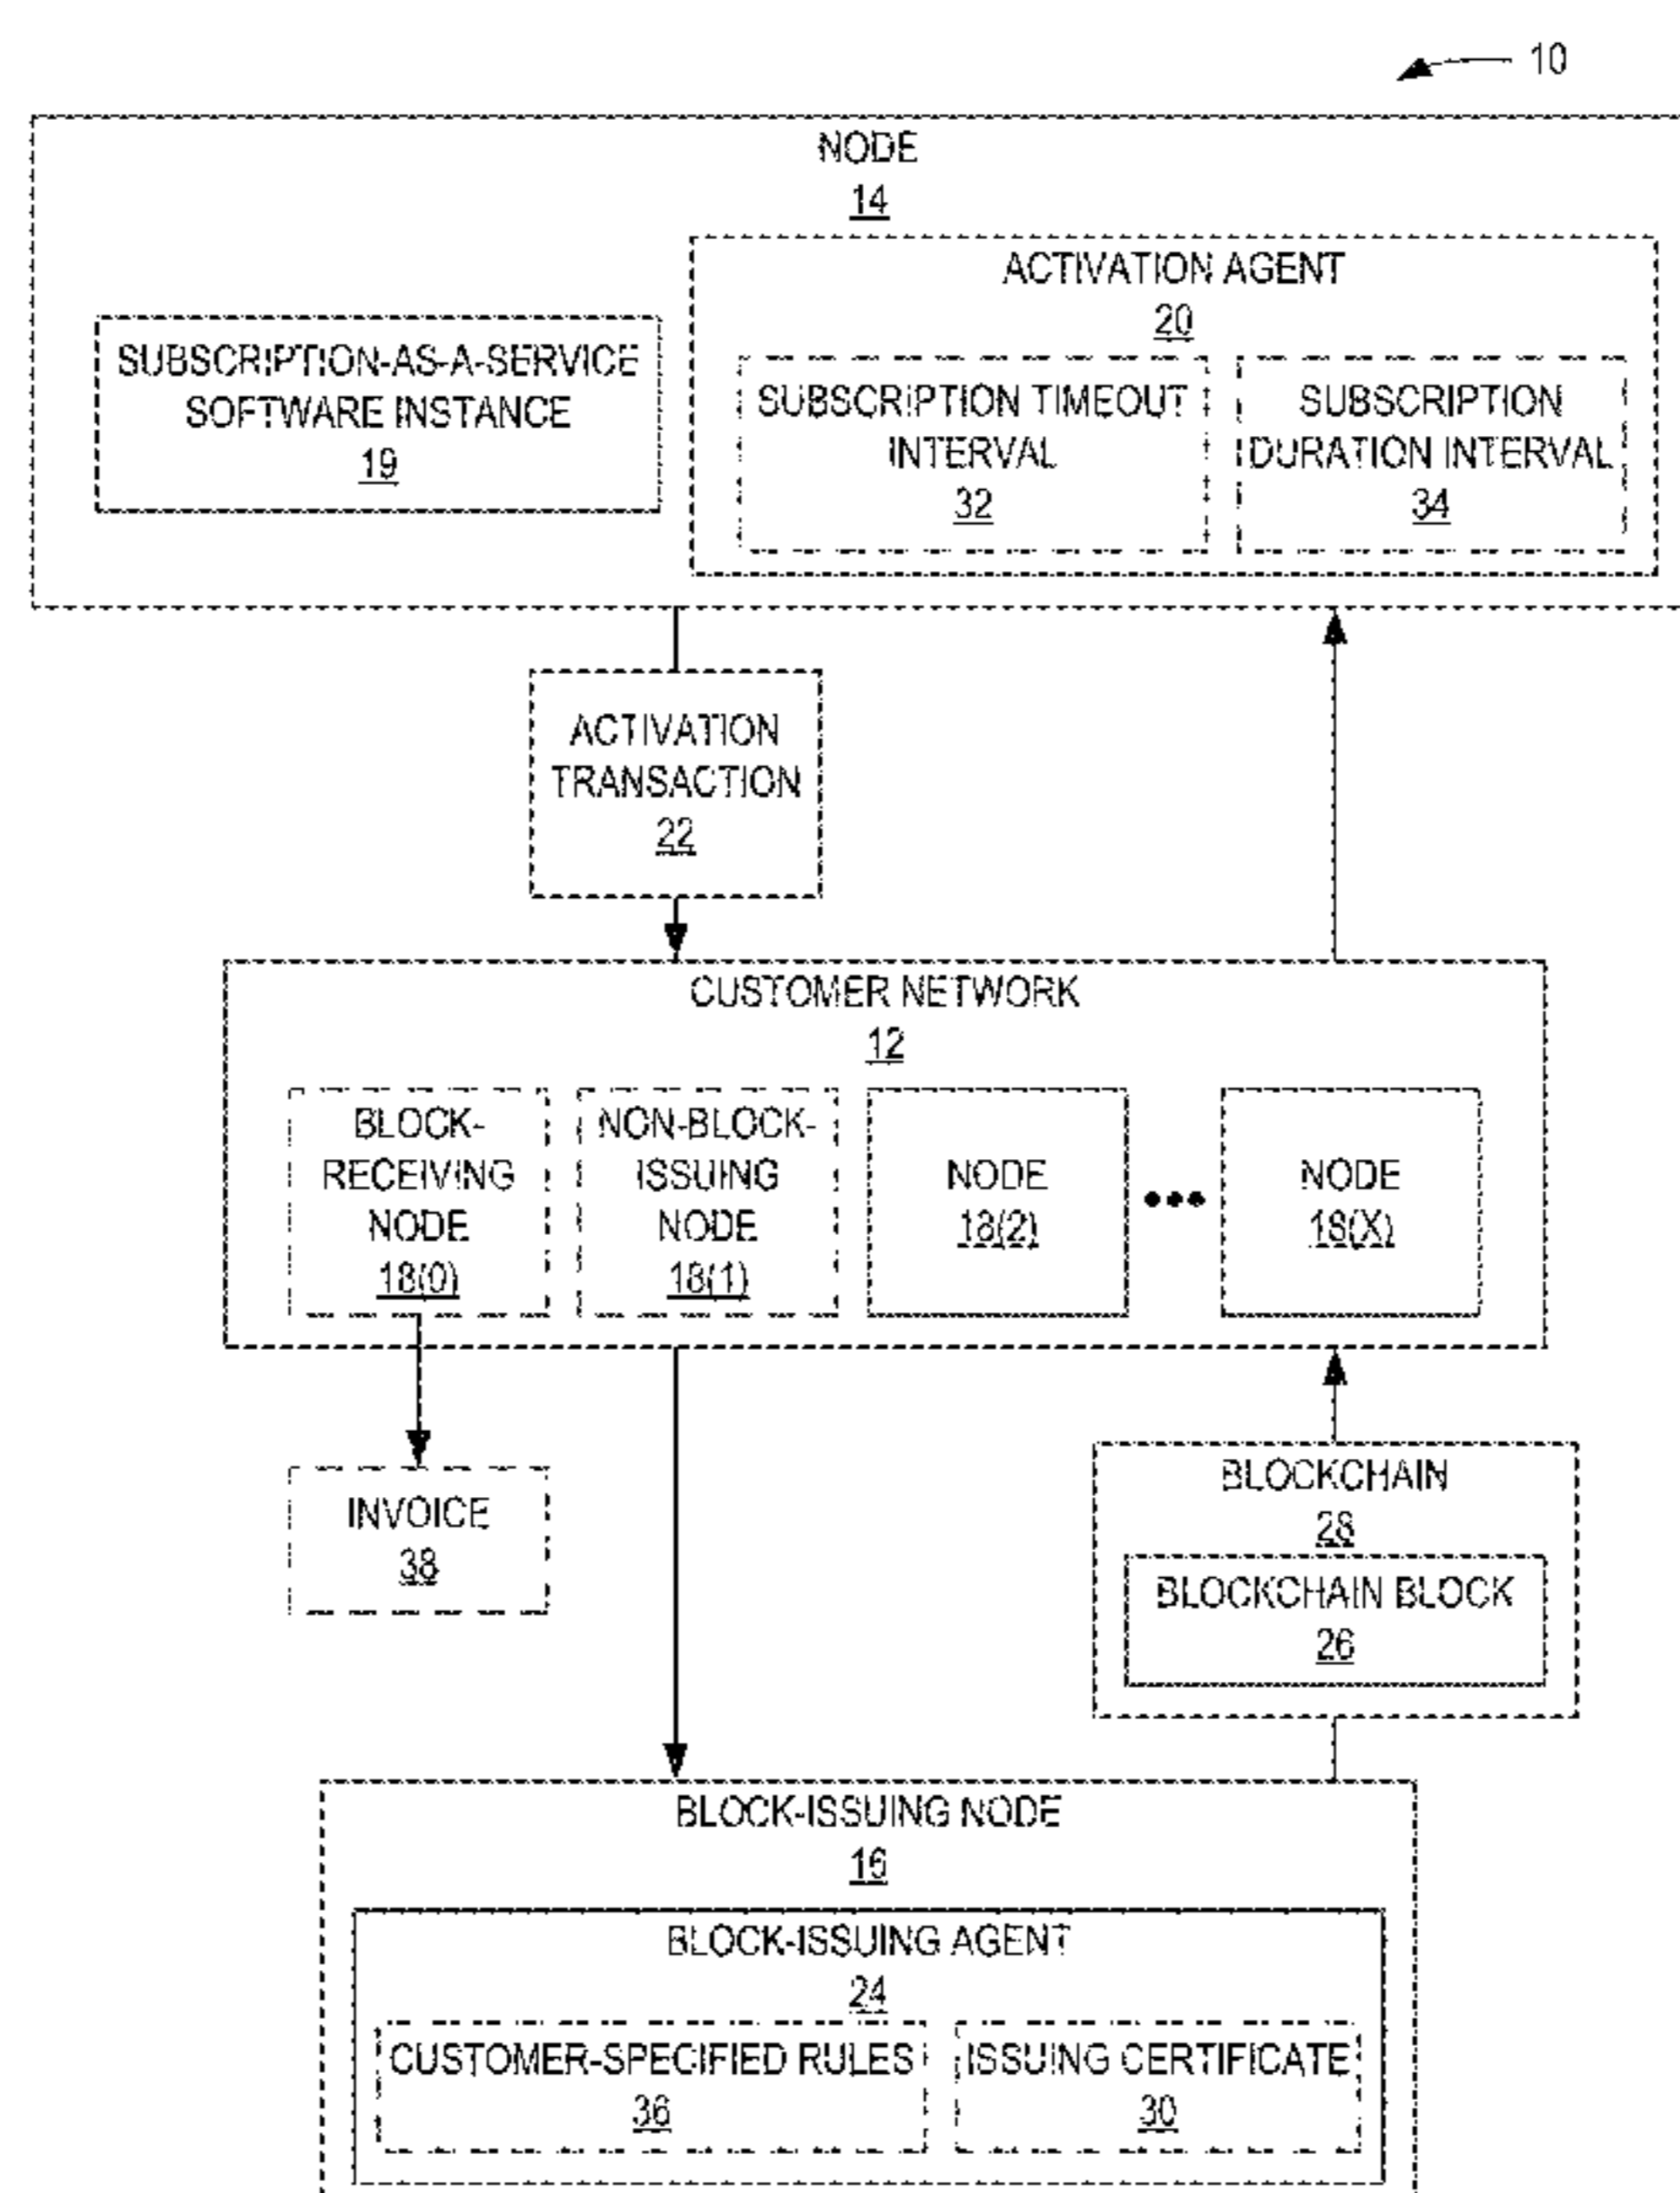 10
NODE
14
ACTIVATION AGENT
20
SUBSCRIPTION-AS-A-SERVICE
SOFTWARE INSTANCE
19
SUBSCRIPTION TIMEOUT
INTERVAL
32
SUBSCRIPTION
DURATION INTERVAL
34
ACTIVATION
TRANSACTION
22
CUSTOMER NETWORK
12
BLOCK-
RECEIVING
NODE
18(0)
NON-BLOCK-
ISSUING
NODE
18(1)
NODE
18(2)
•••
NODE
18(X)
INVOICE
38
BLOCKCHAIN
28
BLOCKCHAIN BLOCK
26
BLOCK-ISSUING NODE
16
BLOCK-ISSUING AGENT
24
CUSTOMER-SPECIFIED RULES
36
ISSUING CERTIFICATE
30